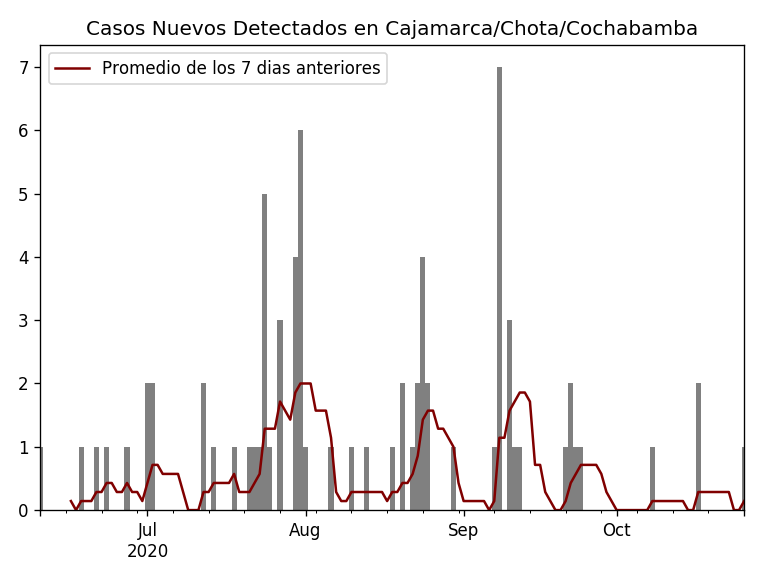 Casos Nuevos Detectados en Cajamarca/Chota/Cochabamba
Promedio de los 7 dias anteriores
7
6
5
4
3
2
1
0
Jul
2020
Aug
Sep
Oct